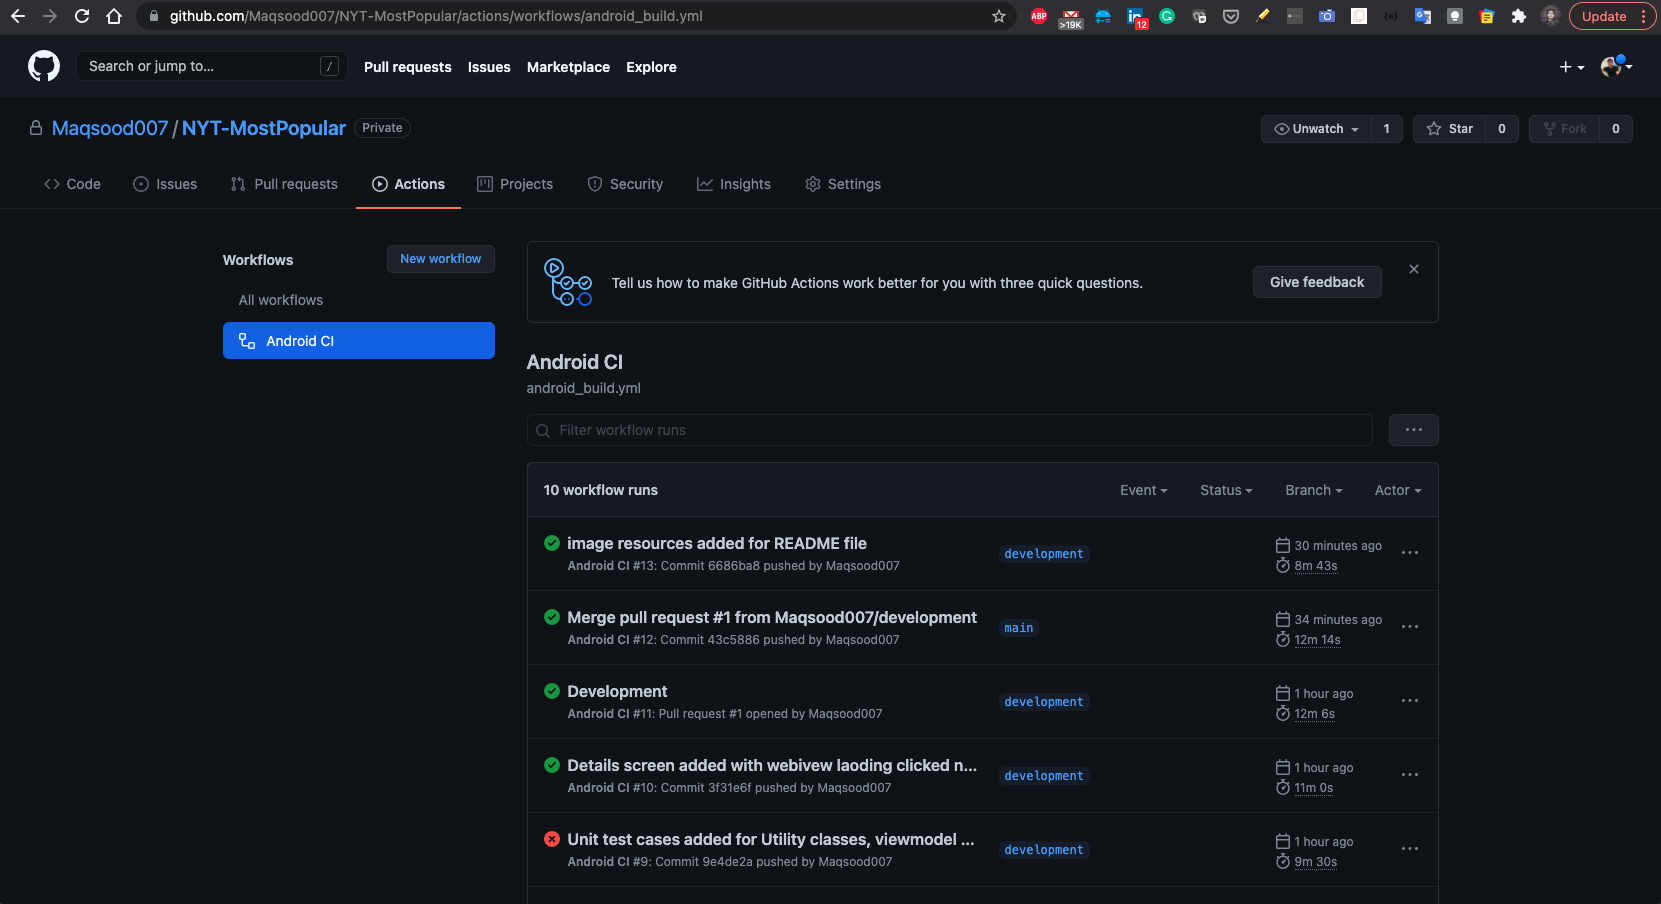 github.com/Maqsood007/NYT-MostPopular/actions/workflows/android_build.yml
ABP
>19K
in
12
G
Update
Search or jump to...
/
Pull requests
Issues
Marketplace
Explore
Maqsood007/NYT-MostPopular
Private
Unwatch
1
Star
0
Fork
0
Code
Issues
Pull requests
Actions
Projects
Security
Insights
Settings
Workflows
New workflow
All workflows
Android CI
Tell us how to make GitHub Actions work better for you with three quick questions.
Give feedback
Android CI
android_build.yml
Filter workflow runs
10 workflow runs
Event
Status
Branch
Actor
image resources added for README file
Android CI #13: Commit 6686ba8 pushed by Maqsood007
development
30 minutes ago
8m 43s
Merge pull request #1 from Maqsood007/development
Android CI #12: Commit 43c5886 pushed by Maqsood007
main
34 minutes ago
12m 14s
Development
Android CI #11: Pull request #1 opened by Maqsood007
development
1 hour ago
12m 6s
Details screen added with webivew laoding clicked n...
Android CI #10: Commit 3f31e6f pushed by Maqsood007
development
1 hour ago
11m 0s
Unit test cases added for Utility classes, viewmodel ...
Android CI #9: Commit 9e4de2a pushed by Maqsood007
development
1 hour ago
9m 30s